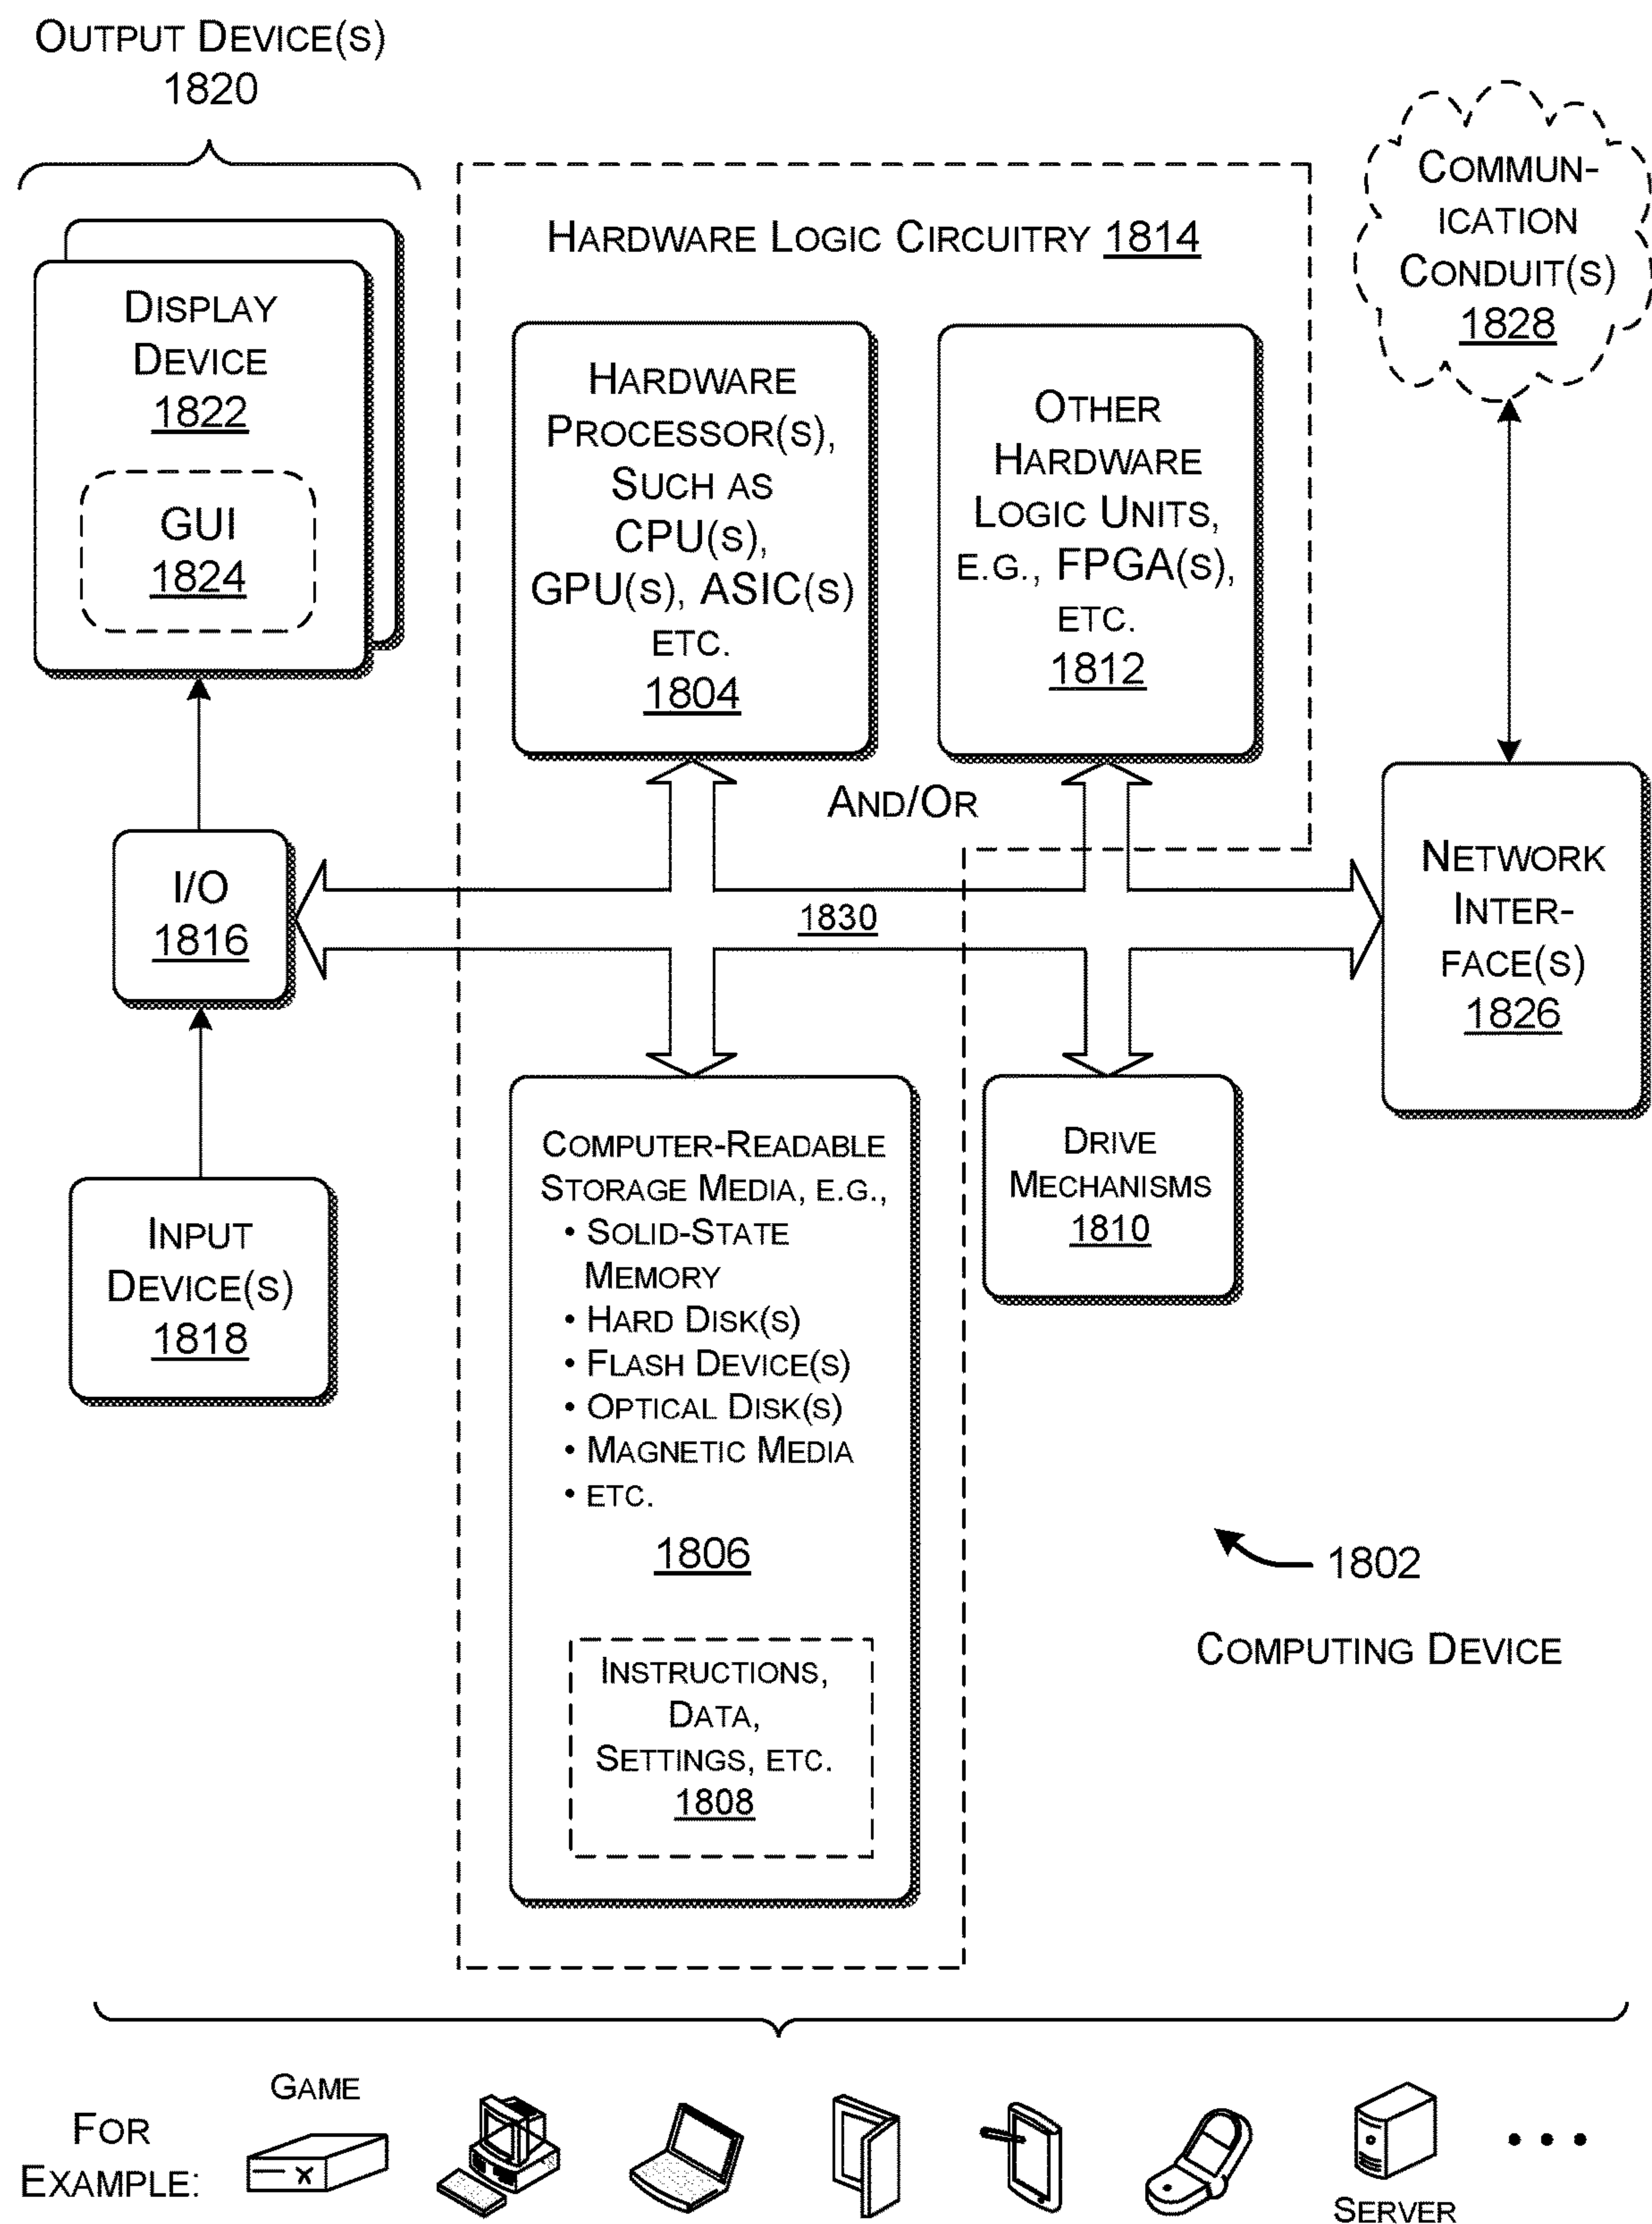 OUTPUT DEVICE(S)
1820
DISPLAY
DEVICE
1822
GUI
1824
I/O
1816
INPUT
DEVICE(S)
1818
HARDWARE LOGIC CIRCUITRY 1814
HARDWARE
PROCESSOR(S),
SUCH AS
CPU(S),
GPU(S), ASIC(S)
ETC.
1804
OTHER
HARDWARE
LOGIC UNITS,
E.G., FPGA(S),
ETC.
1812
AND/OR
1830
COMPUTER-READABLE
STORAGE MEDIA, E.G.,
• SOLID-STATE
MEMORY
• HARD DISK(S)
• FLASH DEVICE(S)
• OPTICAL DISK(S)
• MAGNETIC MEDIA
• ETC.
1806
INSTRUCTIONS,
DATA,
SETTINGS, ETC.
1808
DRIVE
MECHANISMS
1810
COMMUN-
ICATION
CONDUIT(S)
1828
NETWORK
INTER-
FACE(S)
1826
1802
COMPUTING DEVICE
FOR
EXAMPLE:
GAME
SERVER
• • •